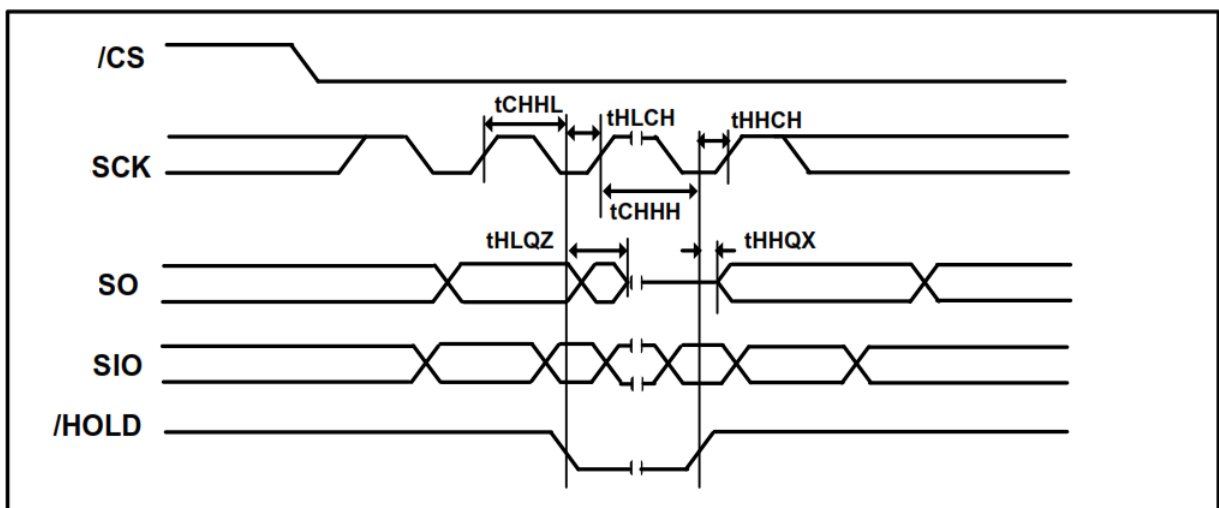 /CS
tCHHL
tHLCH
tHHCH
SCK
tCHHH
tHLQZ
tHHQX
SO
SIO
/HOLD